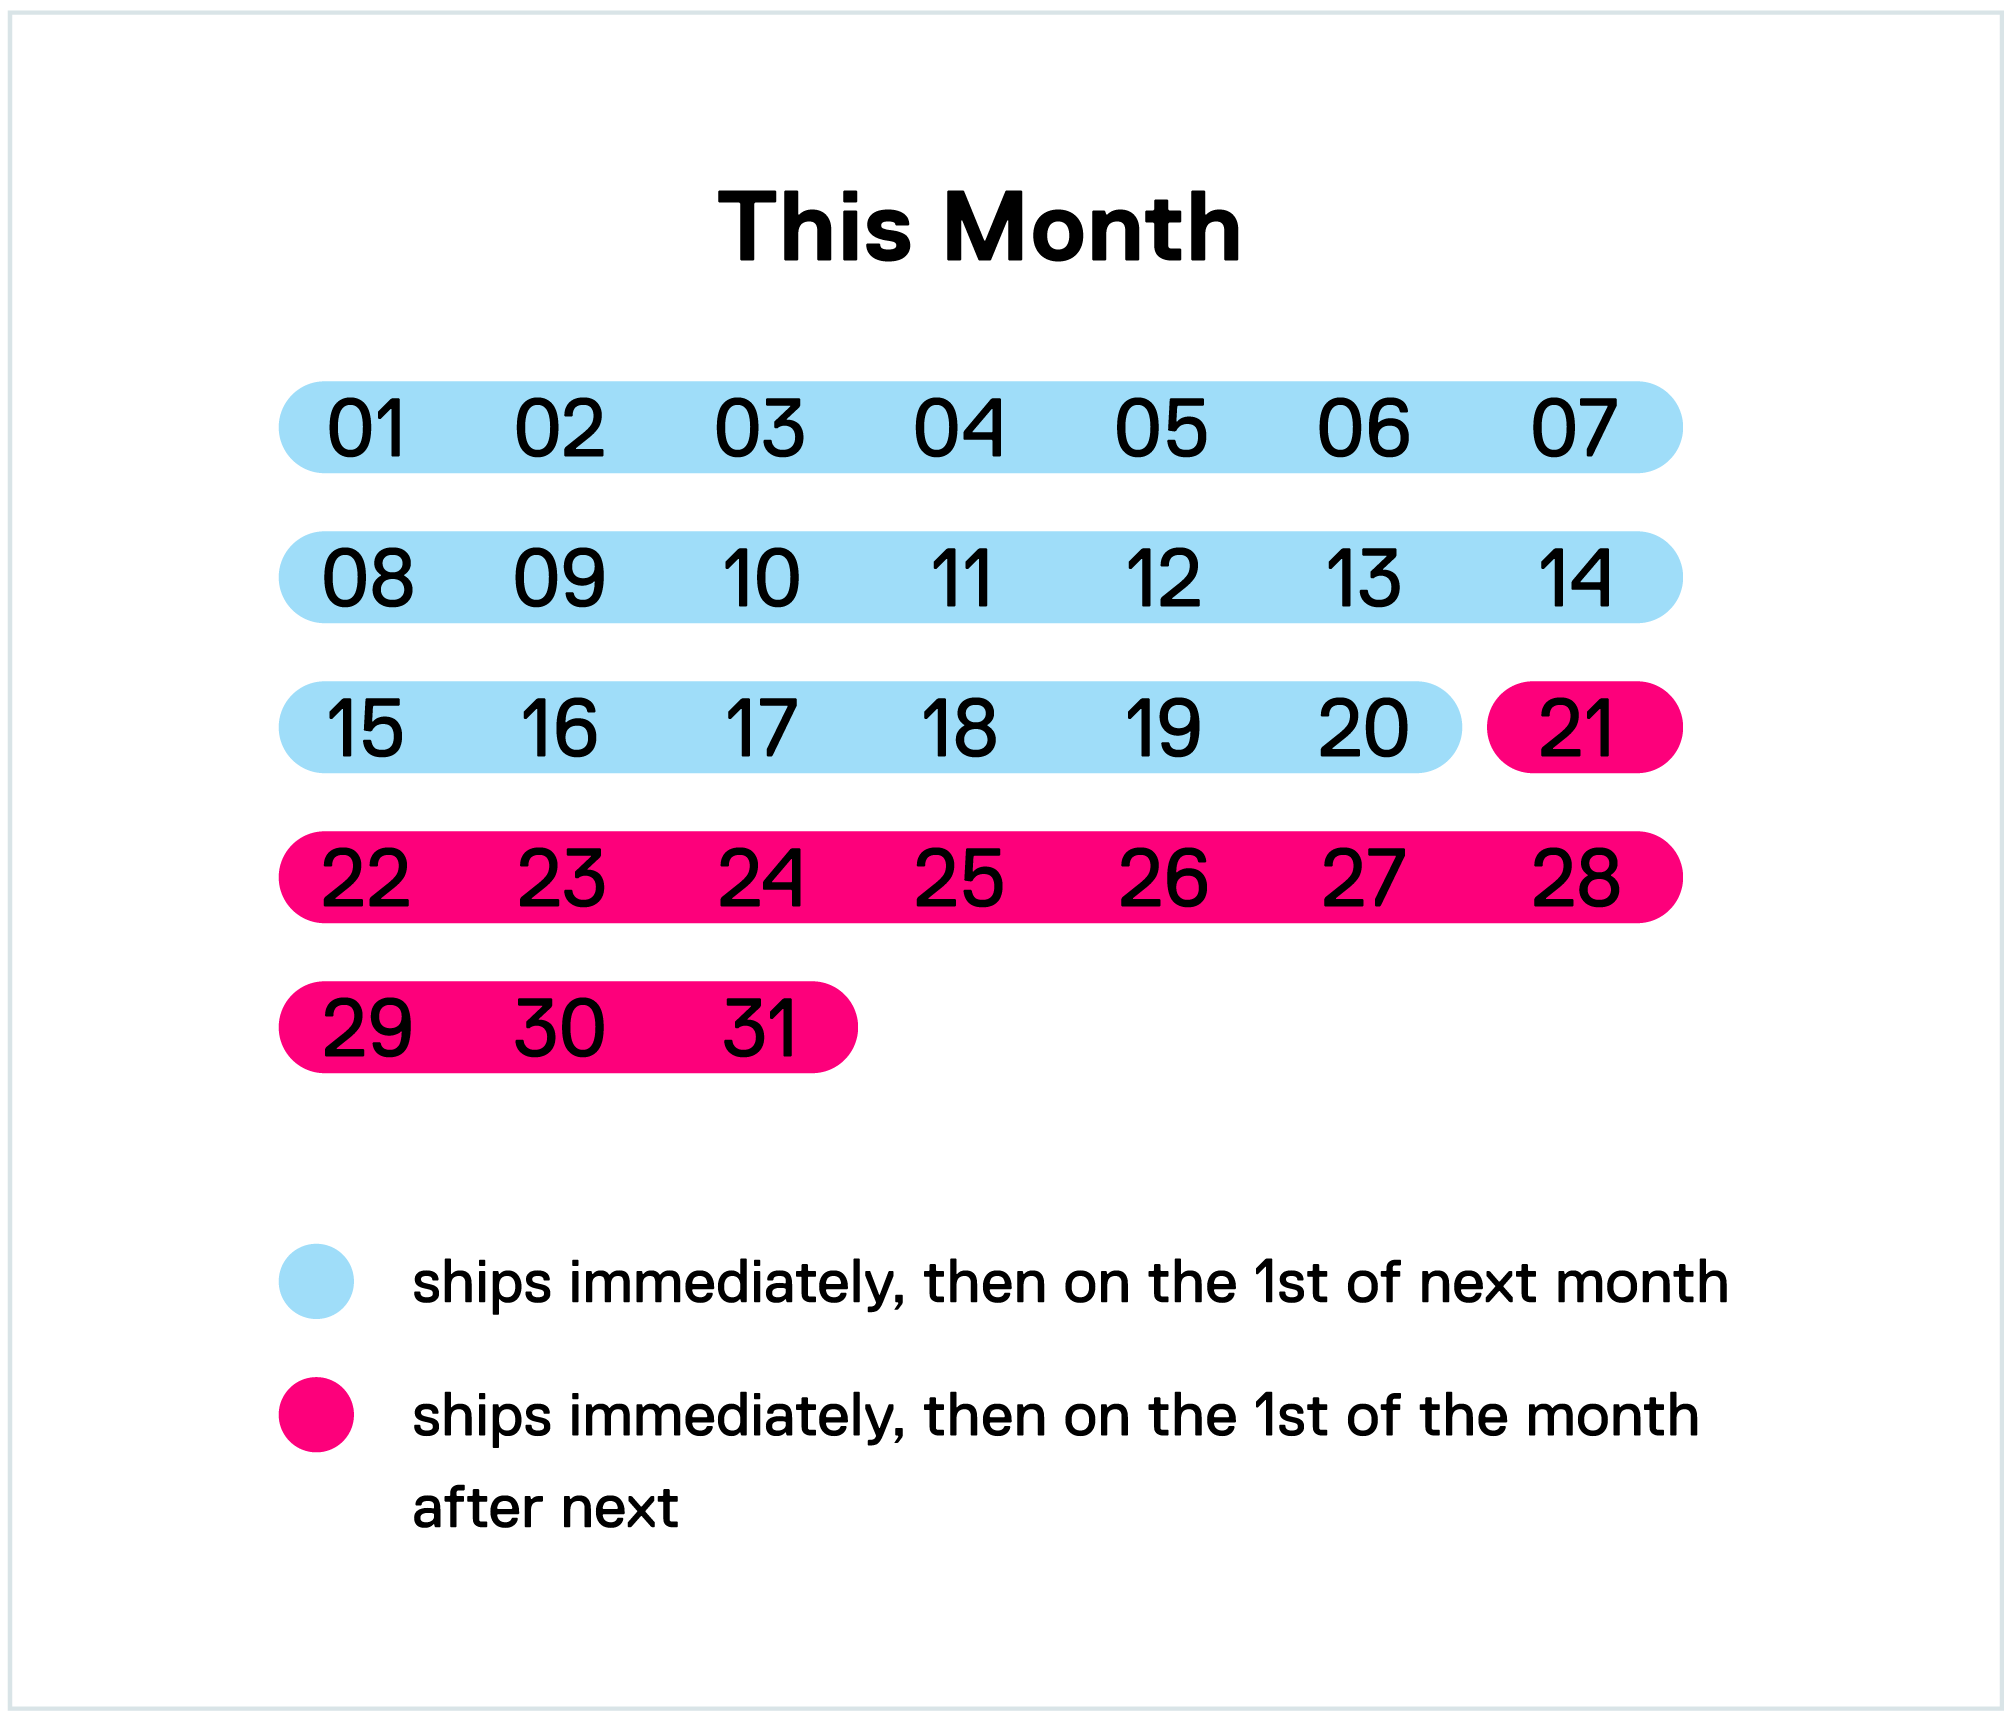 This Month
01 02 03 04 05 06 07
08 09 10 11 12 13 14
15 16 17 18 19 20 21
22 23 24 25 26 27 28
29 30 31
ships immediately, then on the 1st of next month
ships immediately, then on the 1st of the month
after next